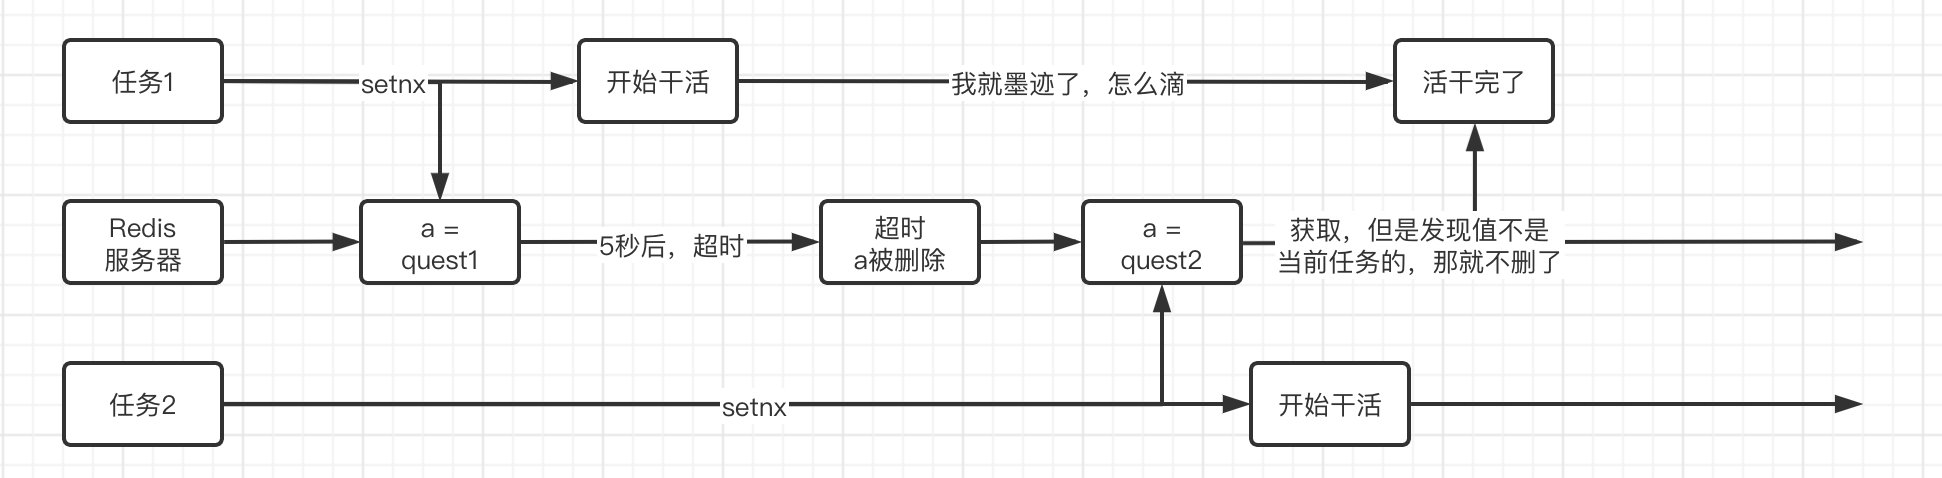 任务1
setnx
开始干活
我就墨迹了，怎么滴
活干完了
Redis
服务器
a =
quest1
5秒后，超时
超时
a被删除
a =
quest2
获取，但是发现值不是
当前任务的，那就不删了
任务2
setnx
开始干活